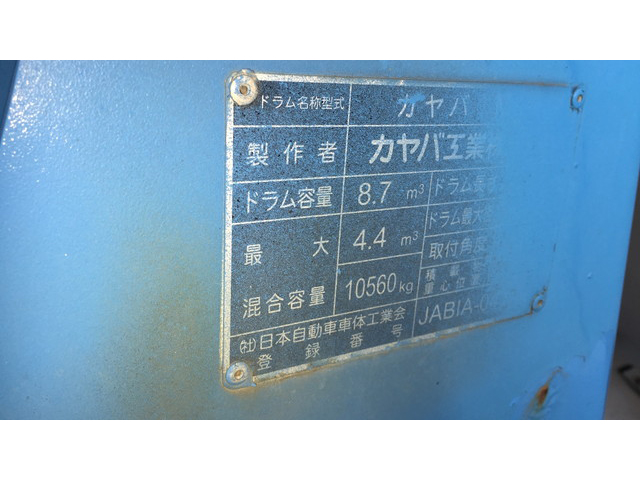 ドラム名称型式 カヤバ
製作者 カヤバ工業
ドラム容量 8.7 m³ ドラム
最大 4.4 m³ ドラム最大
混合容量 10560kg 取付角度
積載
重心位置
(社)日本自動車車体工業会 JABIA-
登録番号